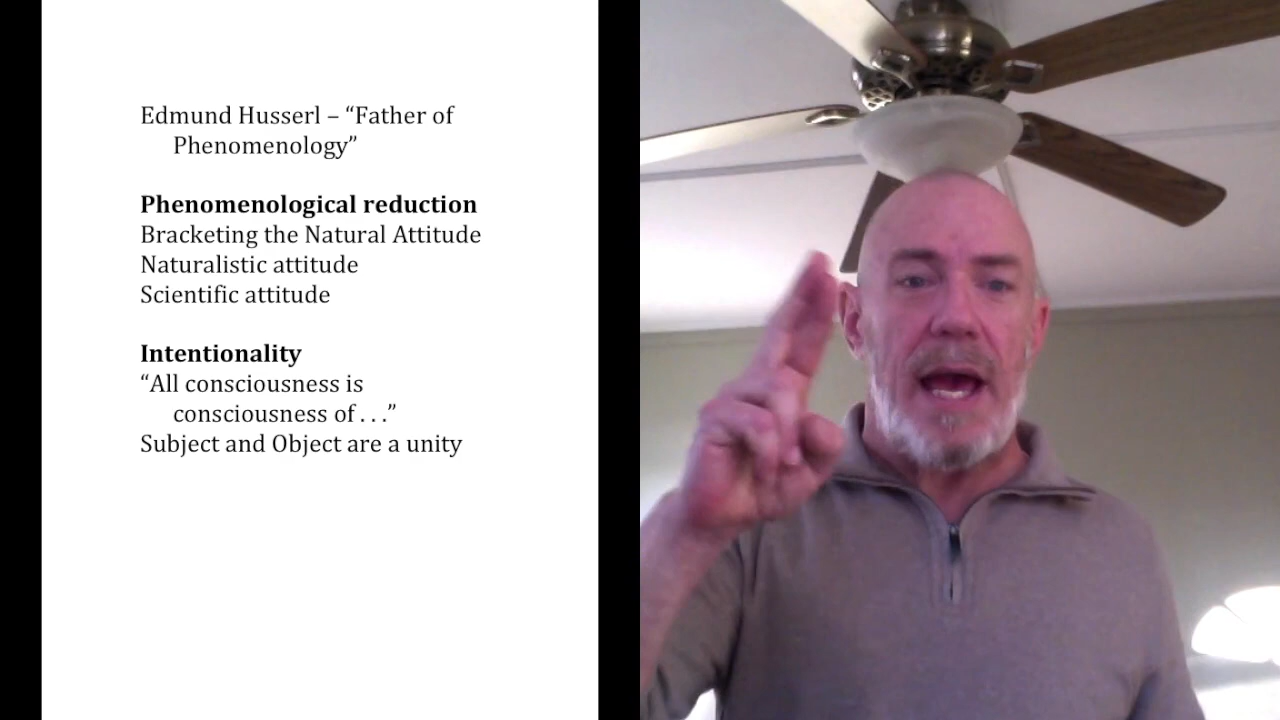 Edmund Husserl – “Father of
Phenomenology”
Phenomenological reduction
Bracketing the Natural Attitude
Naturalistic attitude
Scientific attitude
Intentionality
“All consciousness is
consciousness of . . .”
Subject and Object are a unity